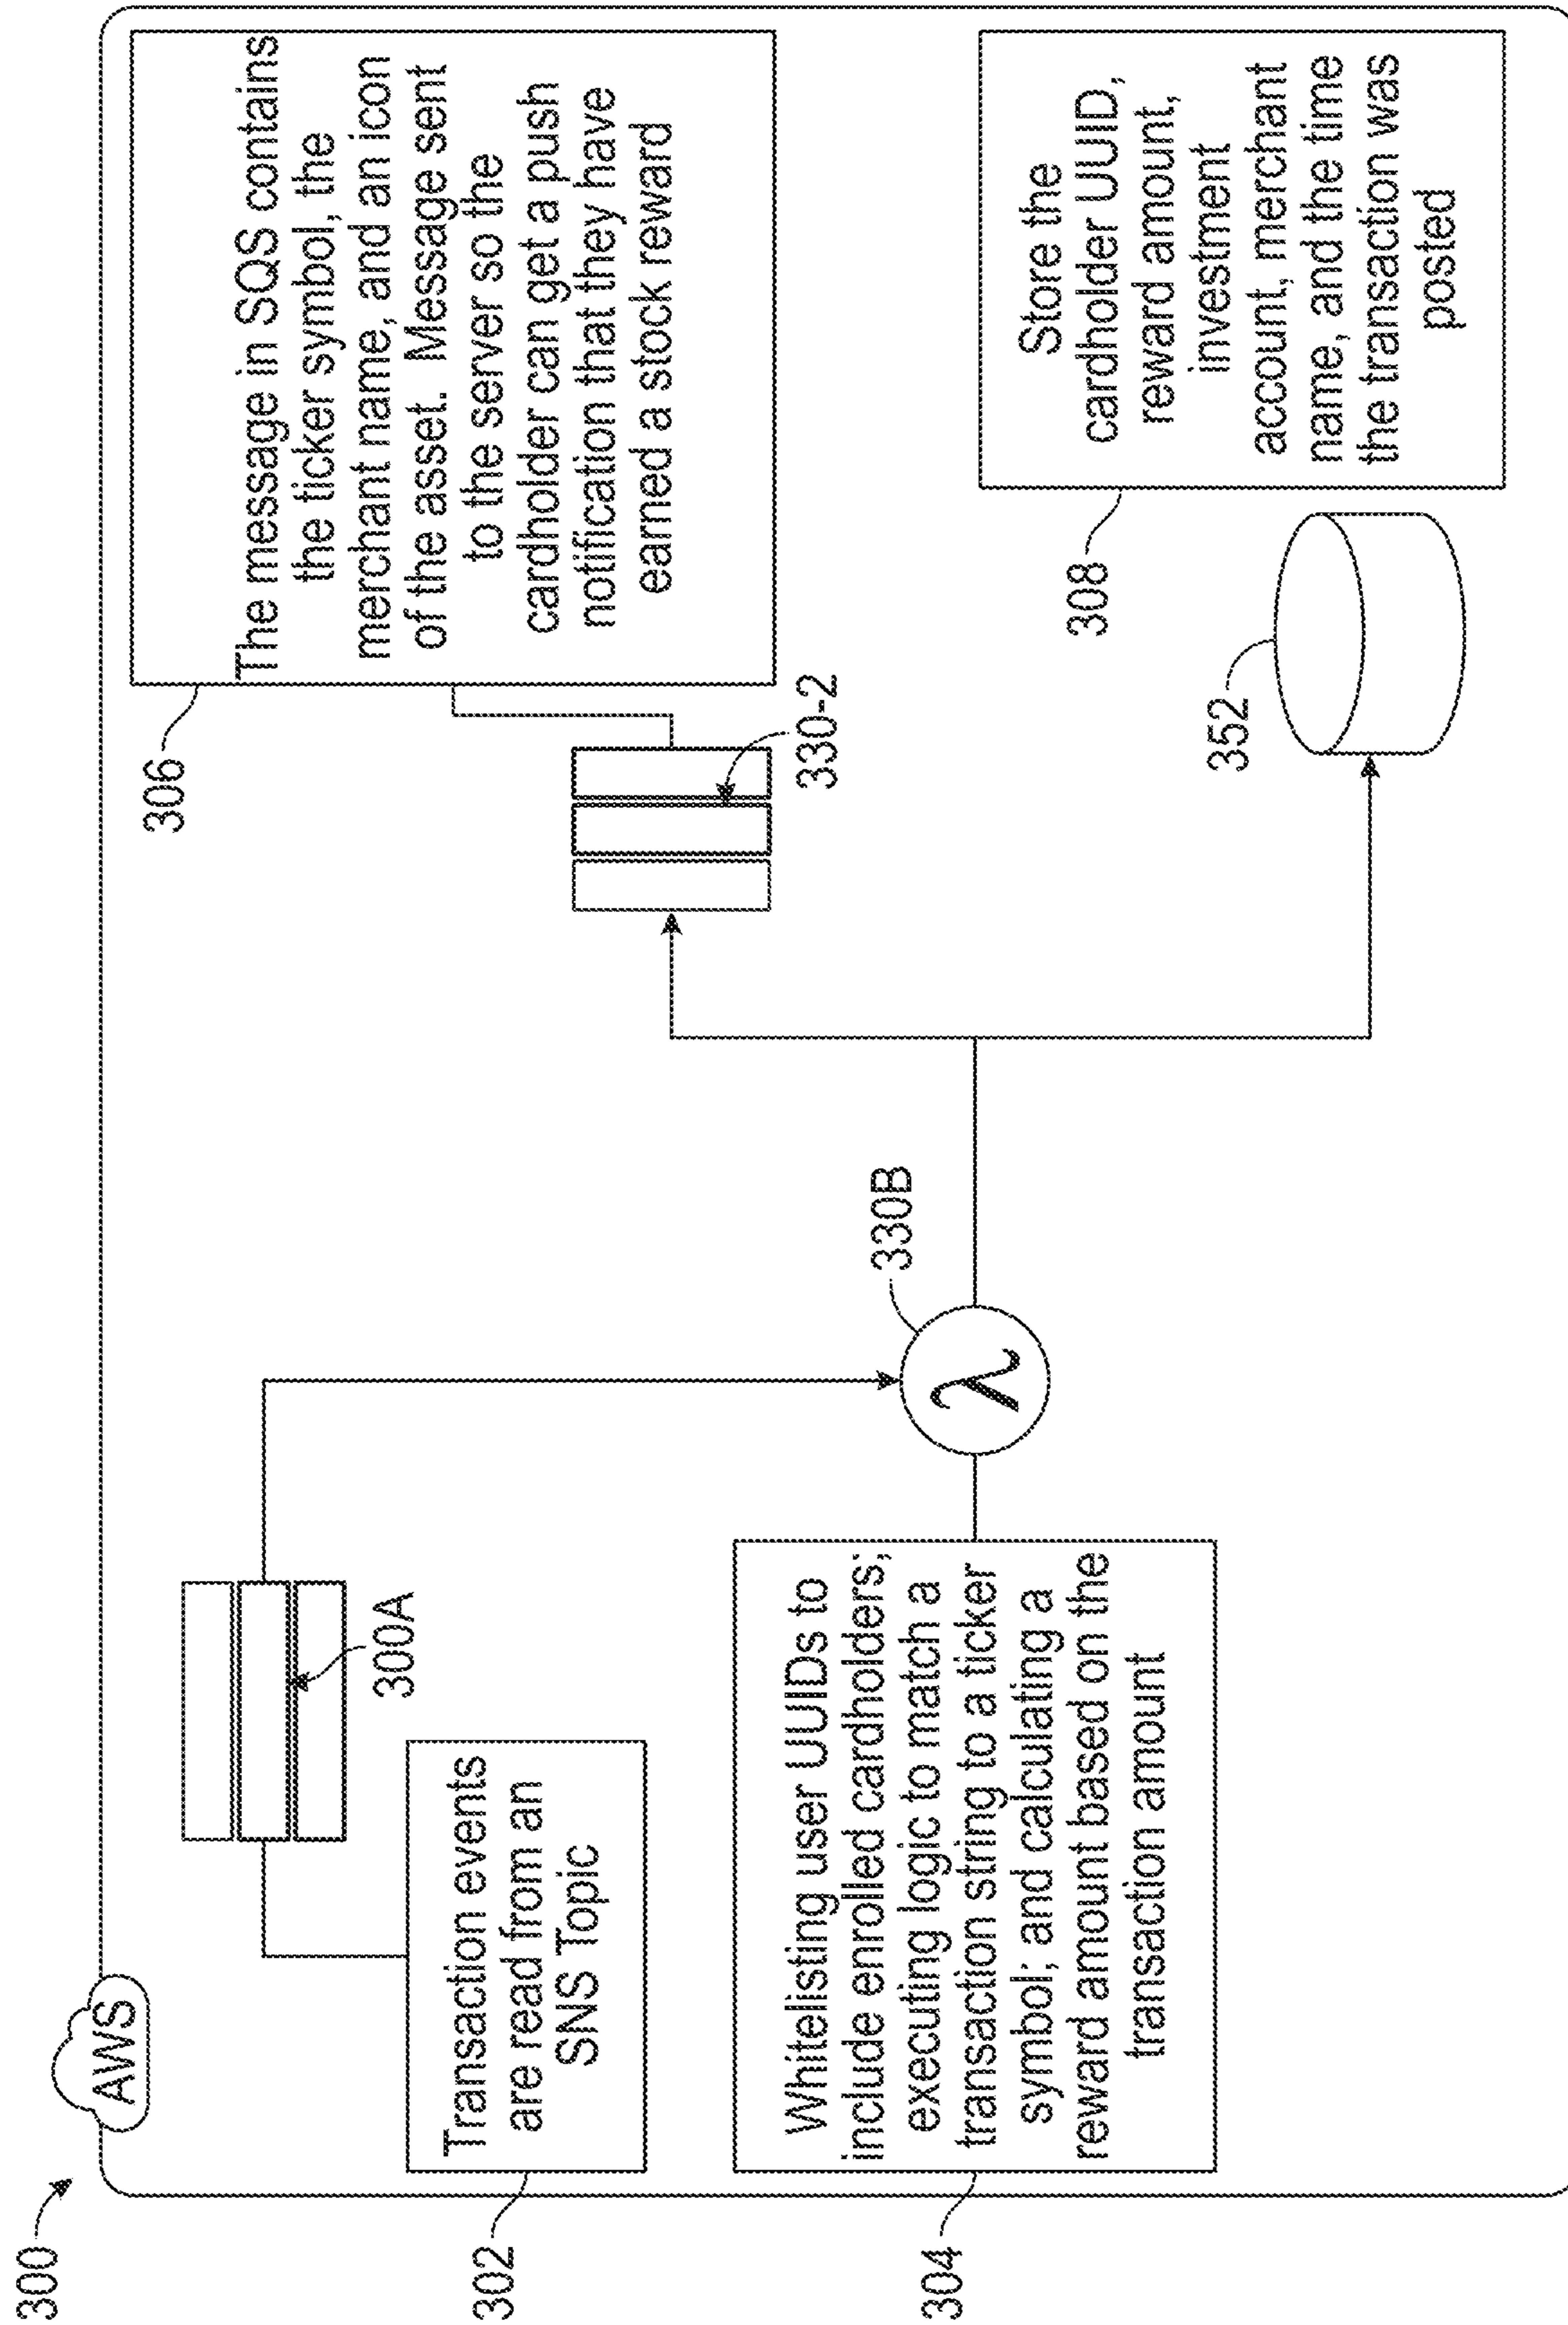 300
AWS
300A
302
Transaction events
are read from an
SNS Topic
304
Whitelisting user UUIDs to
include enrolled cardholders;
executing logic to match a
transaction string to a ticker
symbol; and calculating a
reward amount based on the
transaction amount
λ
330B
330-2
306
The message in SQS contains
the ticker symbol, the
merchant name, and an icon
of the asset. Message sent
to the server so the
cardholder can get a push
notification that they have
earned a stock reward
352
308
Store the
cardholder UUID,
reward amount,
investment
account, merchant
name, and the time
the transaction was
posted